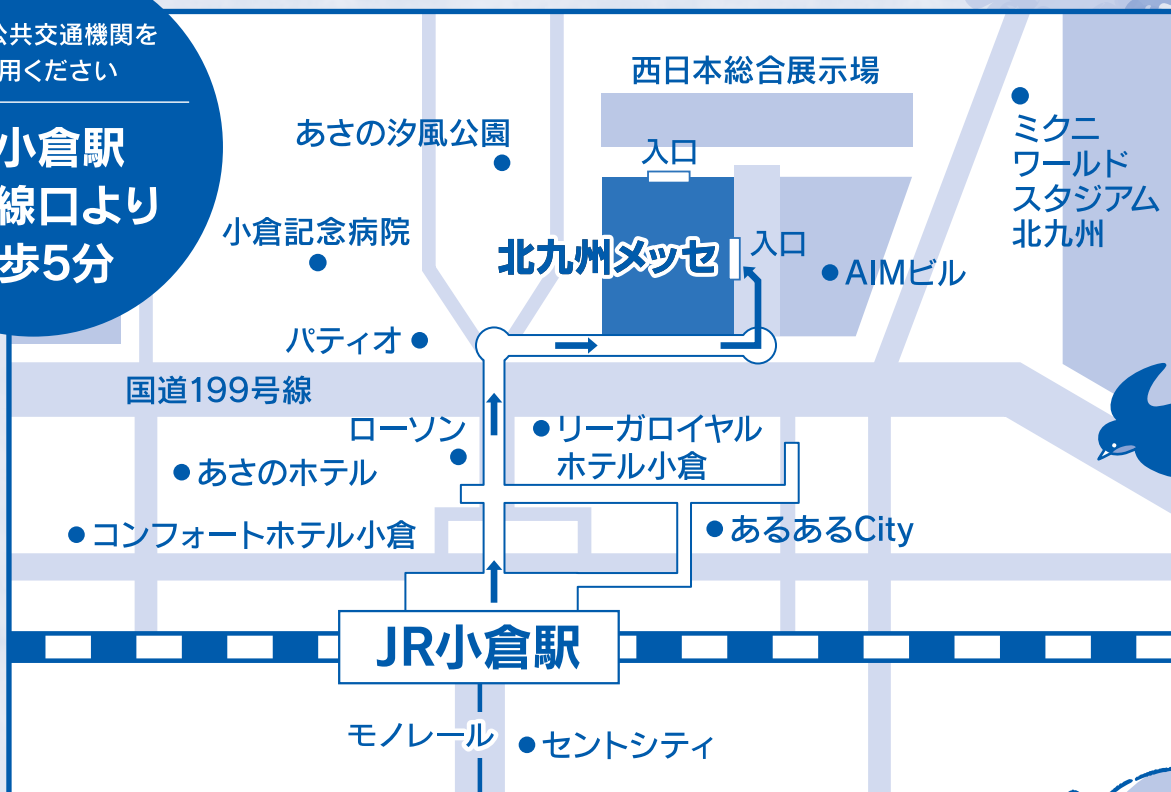 公共交通機関を
用ください
小倉駅
線口より
歩5分
西日本総合展示場
あさの汐風公園
入口
ミクニ
ワールド
スタジアム
北九州
小倉記念病院
北九州メッセ
入口
AIMビル
パティオ
国道199号線
ローソン
リーガロイヤル
ホテル小倉
あさのホテル
コンフォートホテル小倉
あるあるCity
JR小倉駅
モノレール
セントシティ